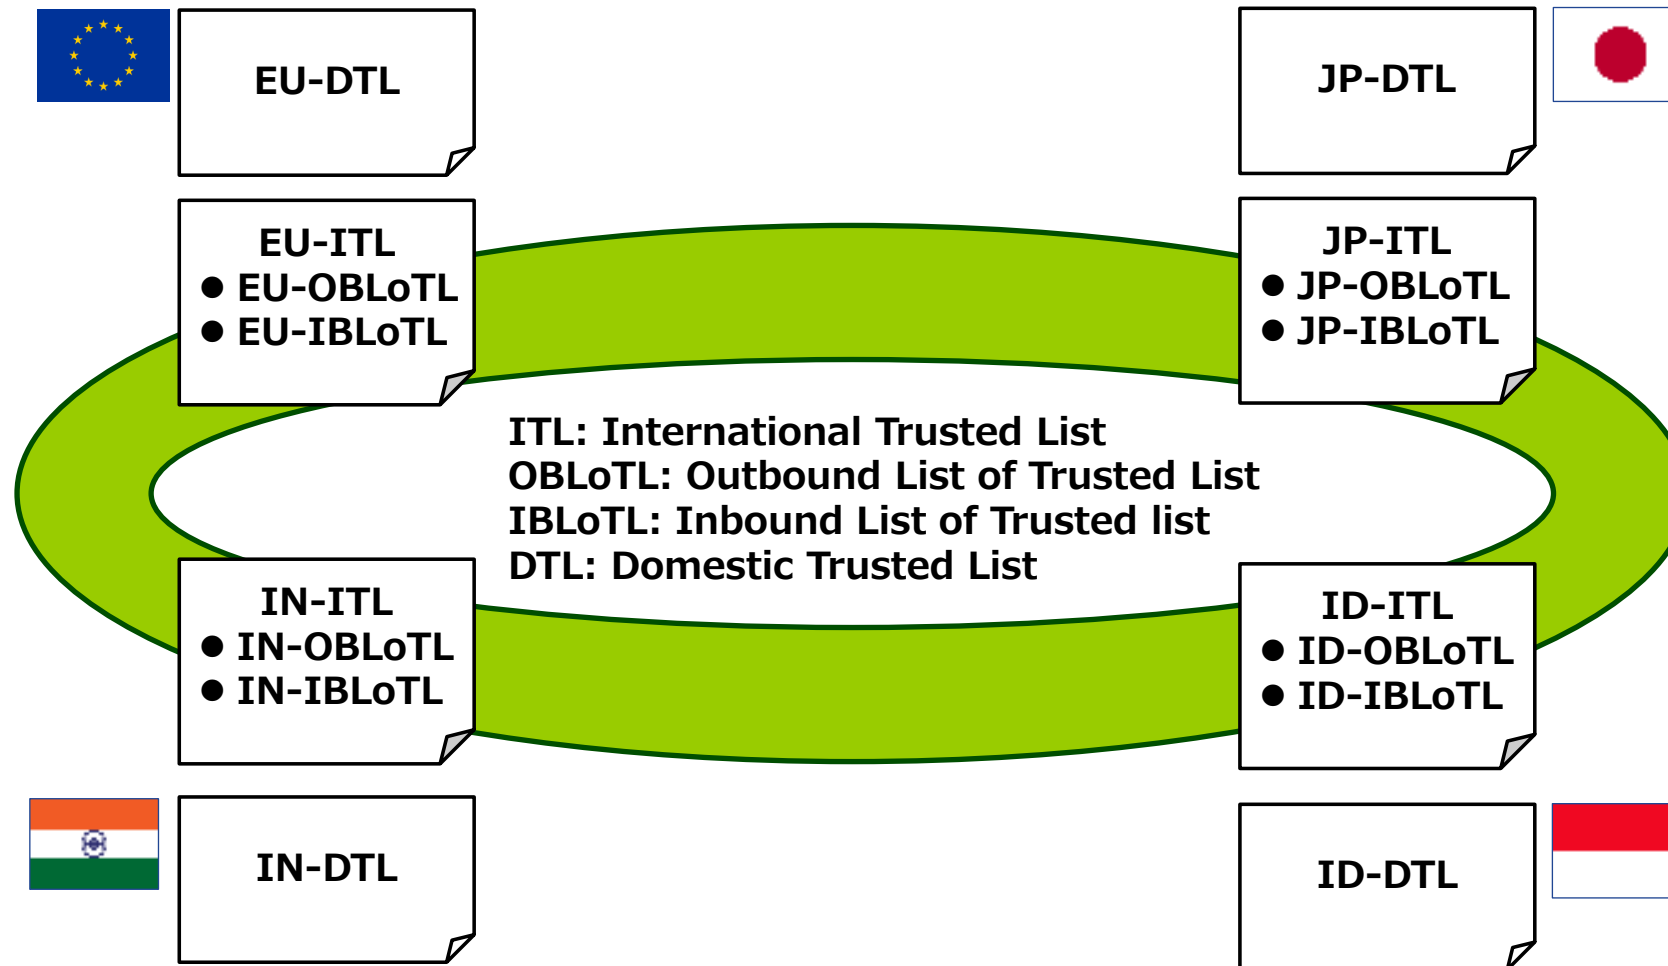 EU-DTL
JP-DTL
EU-ITL
● EU-OBLoTL
● EU-IBLoTL
JP-ITL
● JP-OBLoTL
● JP-IBLoTL
ITL: International Trusted List
OBLoTL: Outbound List of Trusted List
IBLoTL: Inbound List of Trusted list
DTL: Domestic Trusted List
IN-ITL
● IN-OBLoTL
● IN-IBLoTL
ID-ITL
● ID-OBLoTL
● ID-IBLoTL
IN-DTL
ID-DTL